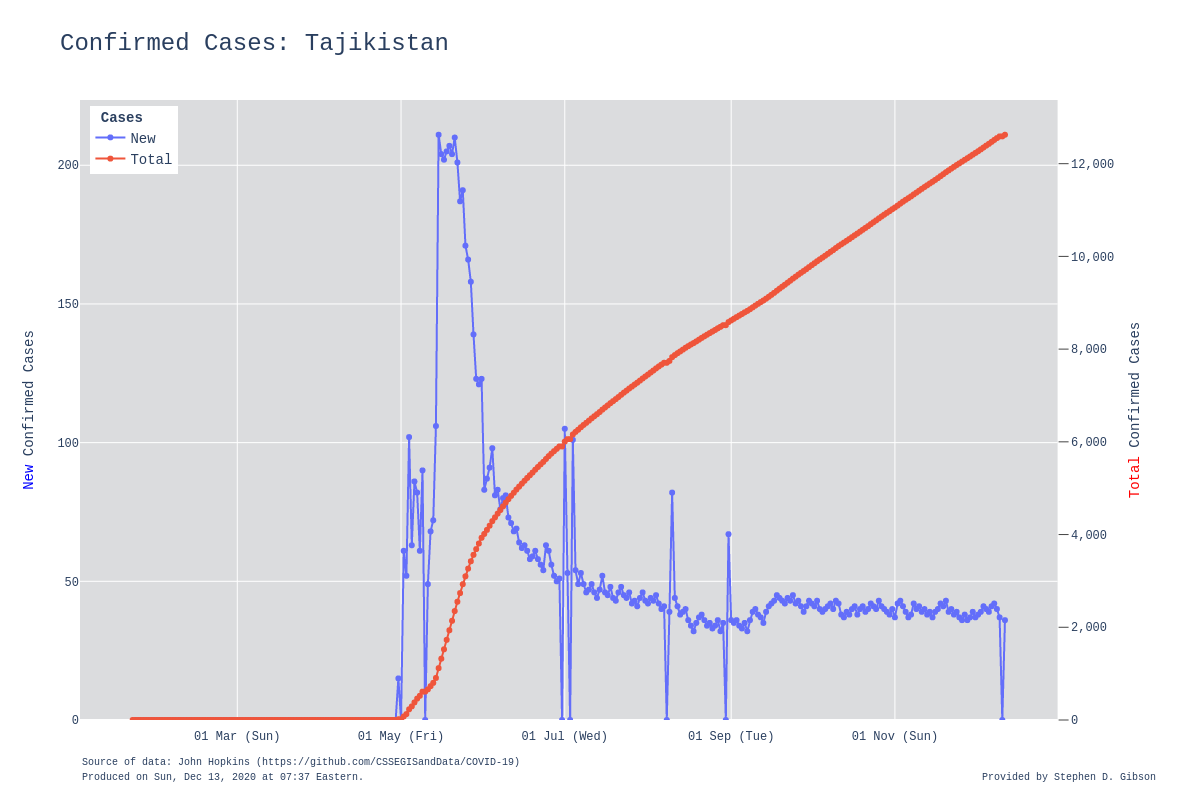 Confirmed Cases: Tajikistan
Cases
New
Total
200
150
100
50
0
12,000
10,000
8,000
6,000
4,000
2,000
0
New Confirmed Cases
Total Confirmed Cases
01 Mar (Sun)
01 May (Fri)
01 Jul (Wed)
01 Sep (Tue)
01 Nov (Sun)
Source of data: John Hopkins (https://github.com/CSSEGISandData/COVID-19)
Produced on Sun, Dec 13, 2020 at 07:37 Eastern.
Provided by Stephen D. Gibson